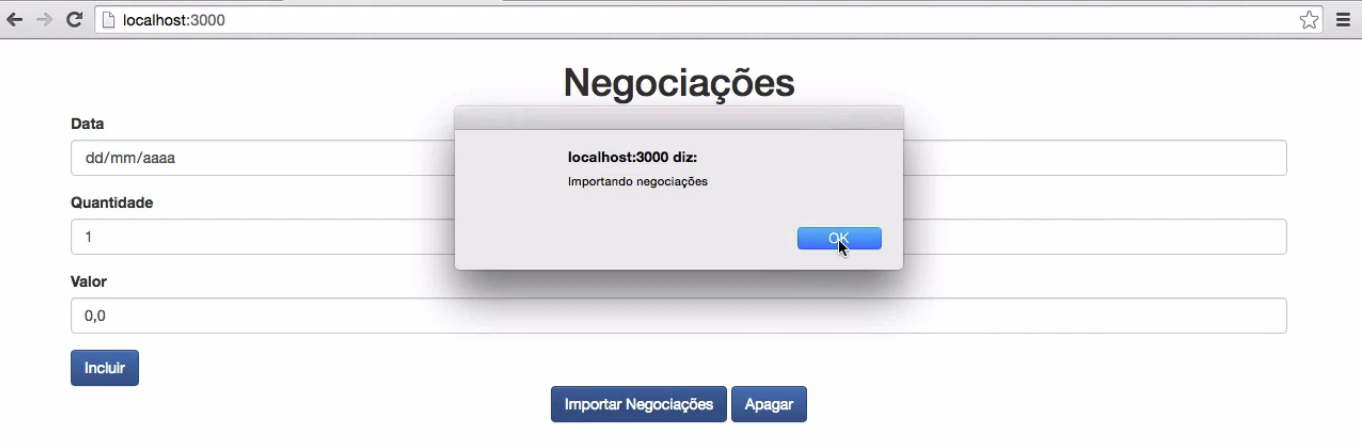 localhost:3000
Negociações
Data
dd/mm/aaaa
Quantidade
1
Valor
0,0
localhost:3000 diz:
Importando negociações
OK
Incluir
Importar Negociações Apagar